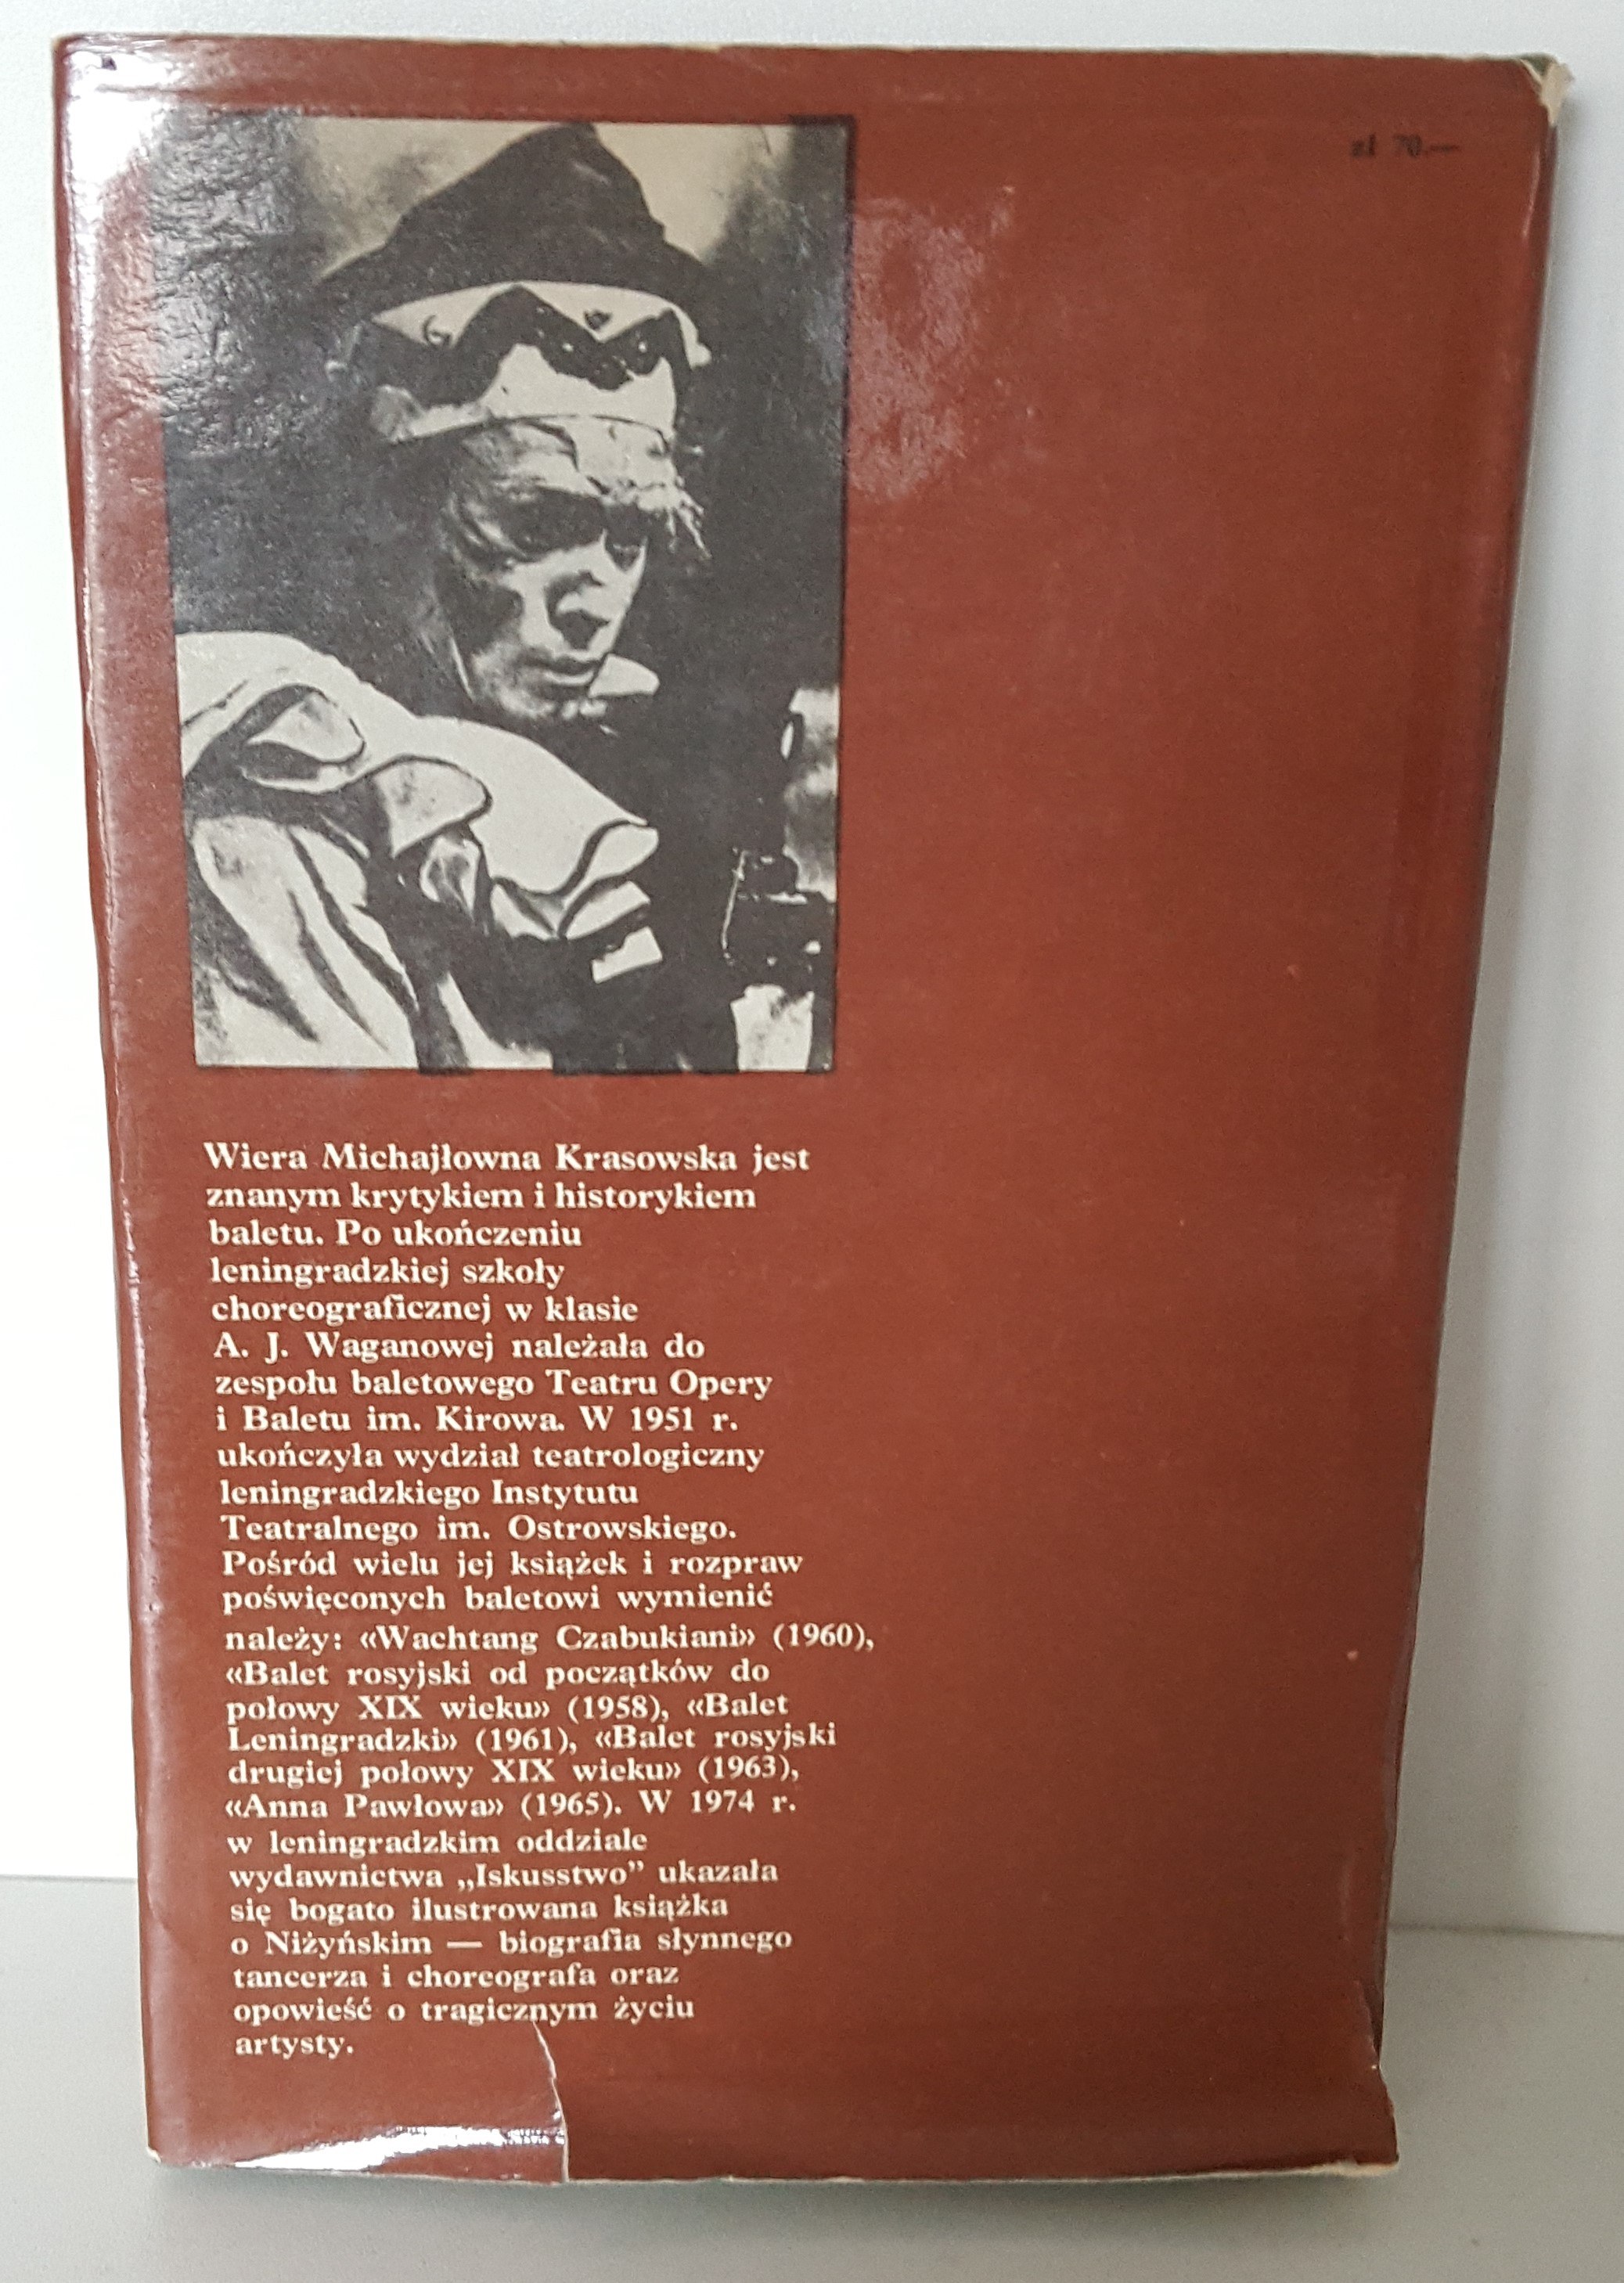 zł 70.—
Wiera Michajłowna Krasowska jest
znanym krytykiem i historykiem
baletu. Po ukończeniu
leningradzkiej szkoły
choreograficznej w klasie
A. J. Waganowej należała do
zespołu baletowego Teatru Opery
i Baletu im. Kirowa. W 1951 r.
ukończyła wydział teatrologiczny
leningradzkiego Instytutu
Teatralnego im. Ostrowskiego.
Pośród wielu jej książek i rozpraw
poświęconych baletowi wymienić
należy: «Wachtang Czabukiani» (1960),
«Balet rosyjski od początków do
połowy XIX wieku» (1958), «Balet
Leningradzki» (1961), «Balet rosyjski
drugiej połowy XIX wieku» (1963),
«Anna Pawłowa» (1965). W 1974 r.
w leningradzkim oddziale
wydawnictwa „Iskusstwo” ukazała
się bogato ilustrowana książka
o Niżyńskim — biografia słynnego
tancerza i choreografa oraz
opowieść o tragicznym życiu
artysty.